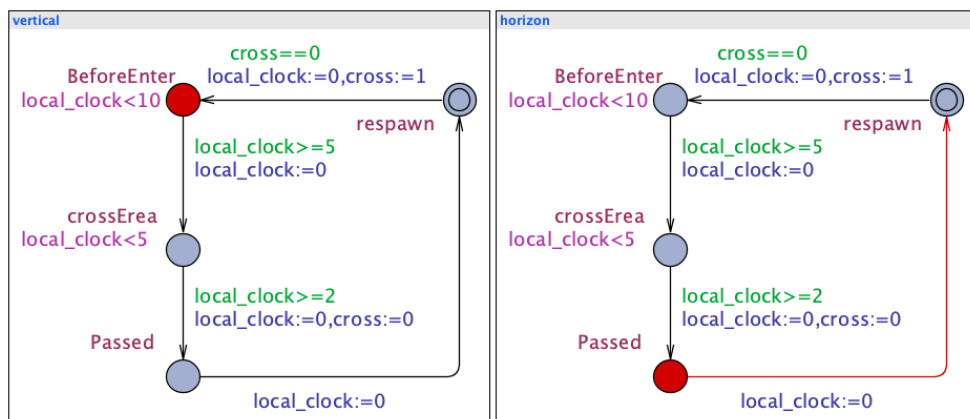 vertical
cross==0
BeforeEnter
local_clock:=0,cross:=1
local_clock<10
respawn
local_clock>=5
local_clock:=0
crossErea
local_clock<5
local_clock>=2
local_clock:=0,cross:=0
Passed
local_clock:=0
horizon
cross==0
BeforeEnter
local_clock:=0,cross:=1
local_clock<10
respawn
local_clock>=5
local_clock:=0
crossErea
local_clock<5
local_clock>=2
local_clock:=0,cross:=0
Passed
local_clock:=0